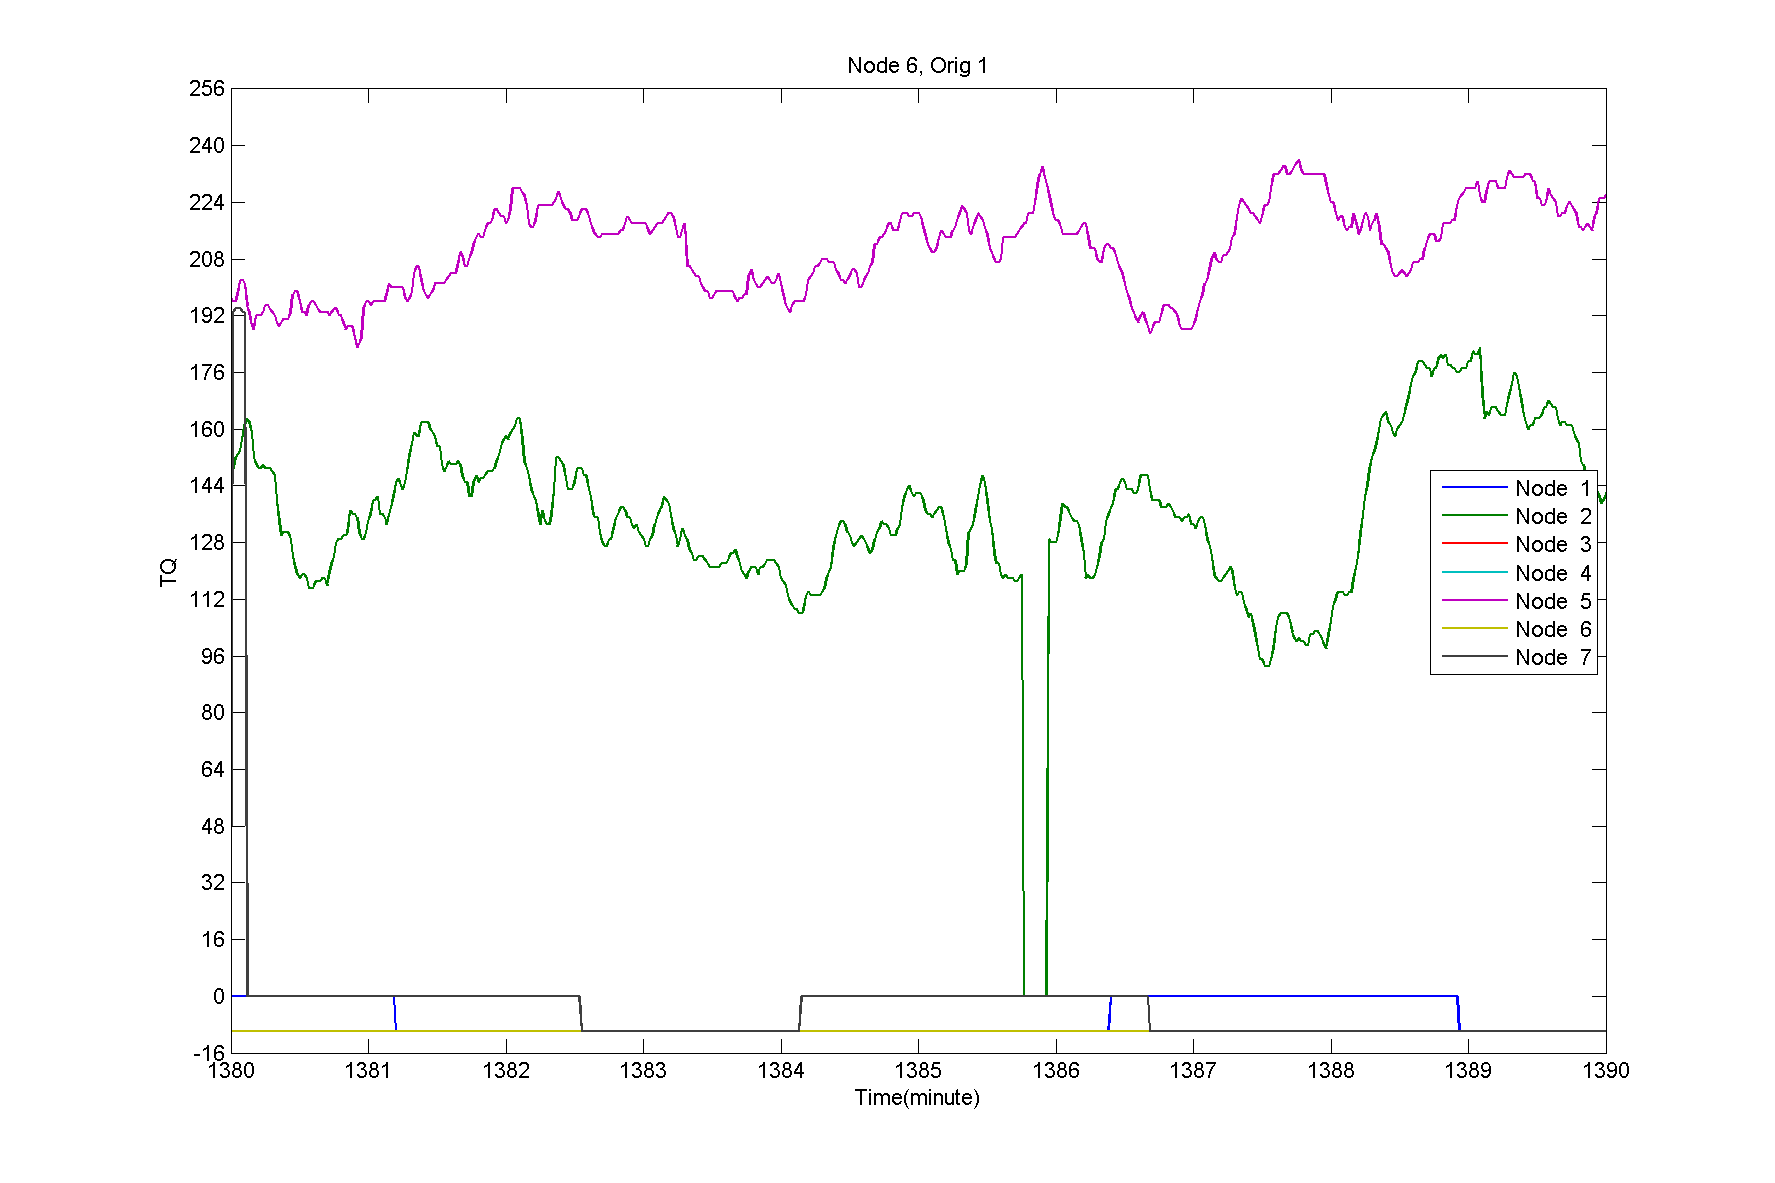 Node 6, Orig 1
256
240
224
208
192
176
160
144
128
112
96
80
64
48
32
16
0
-16
TQ
1380 1381 1382 1383 1384 1385 1386 1387 1388 1389 1390
Time(minute)
Node 1
Node 2
Node 3
Node 4
Node 5
Node 6
Node 7